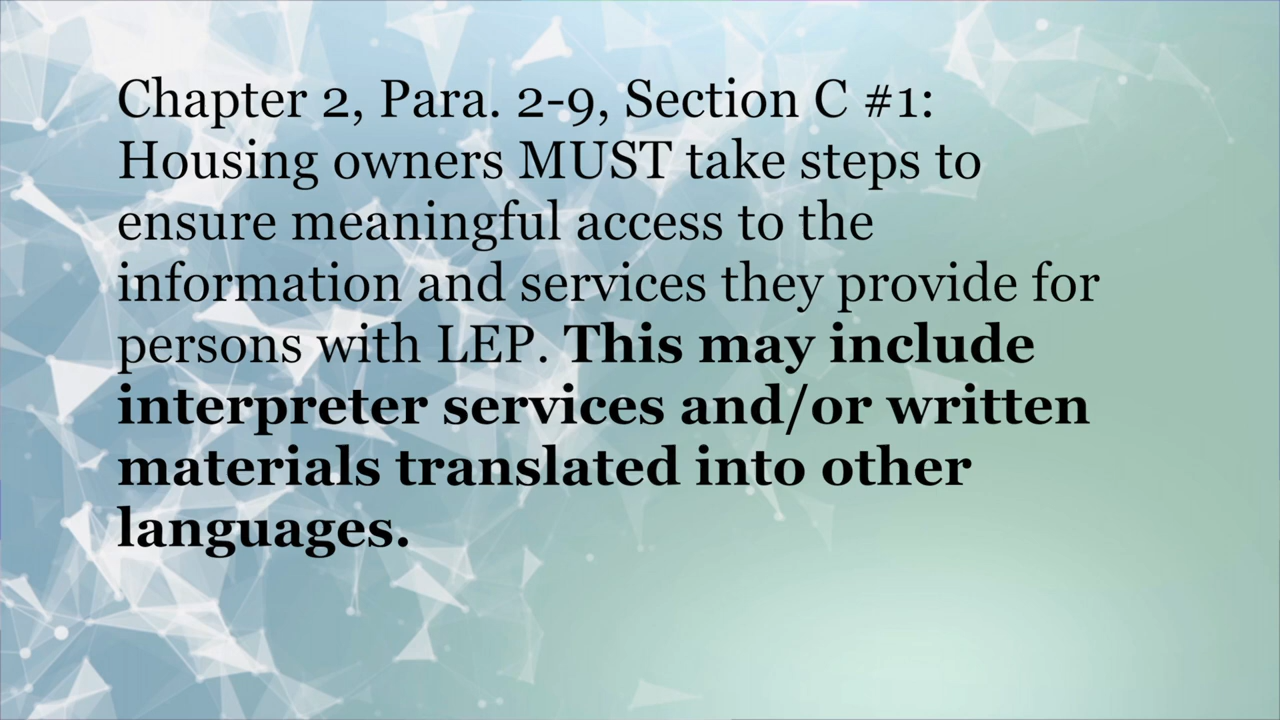 Chapter 2, Para. 2-9, Section C #1:
Housing owners MUST take steps to
ensure meaningful access to the
information and services they provide for
persons with LEP. This may include
interpreter services and/or written
materials translated into other
languages.